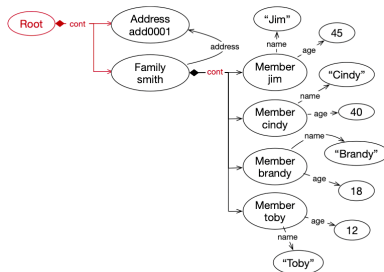 Root
cont
Address
add0001
address
Family
smith
cont
"Jim"
name
45
age
Member
jim
"Cindy"
name
Member
cindy
age
40
name
"Brandy"
Member
brandy
age
18
Member
toby
age
12
name
"Toby"